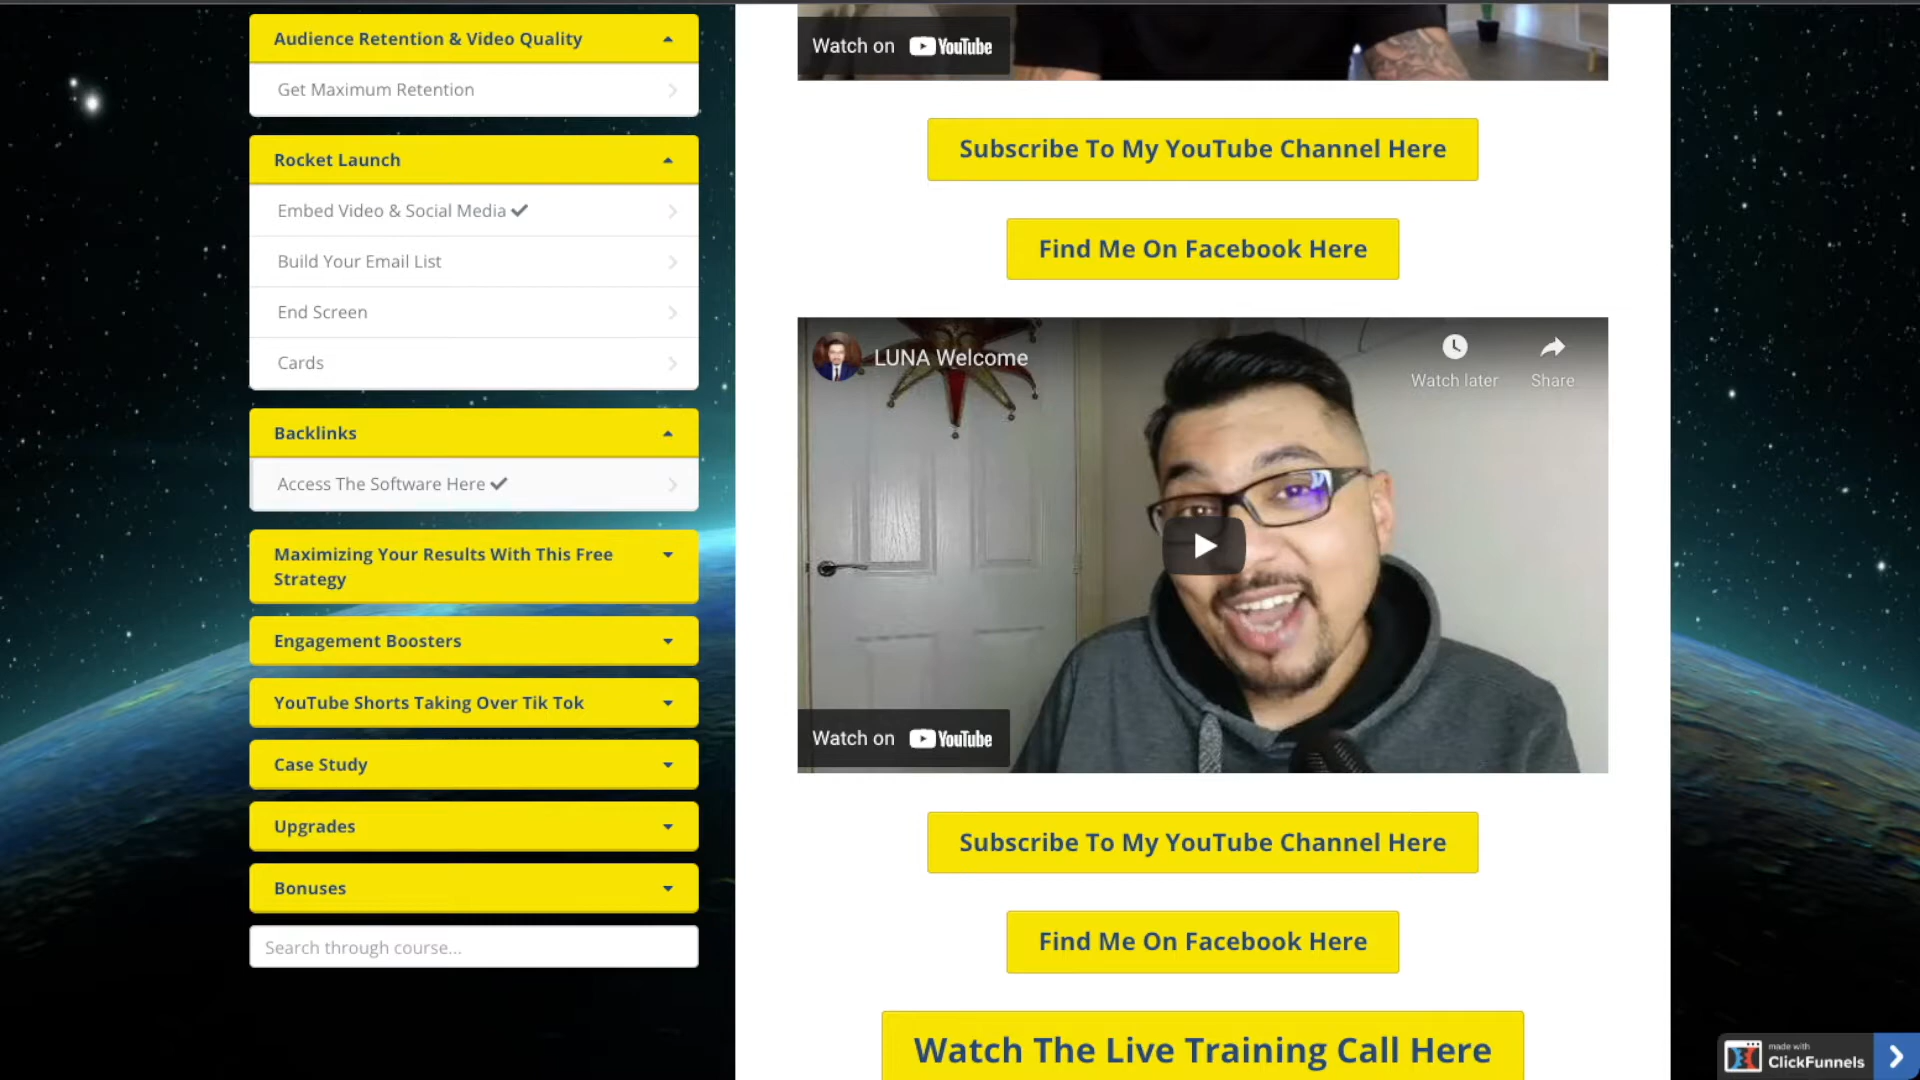 Audience Retention & Video Quality
Get Maximum Retention
Rocket Launch
Embed Video & Social Media
Build Your Email List
End Screen
Cards
Backlinks
Access The Software Here
Maximizing Your Results With This Free
Strategy
Engagement Boosters
YouTube Shorts Taking Over Tik Tok
Case Study
Upgrades
Bonuses
Search through course...
Watch on YouTube
Subscribe To My YouTube Channel Here
Find Me On Facebook Here
LUNA Welcome
Watch later
Share
Watch on YouTube
Subscribe To My YouTube Channel Here
Find Me On Facebook Here
Watch The Live Training Call Here
made with
ClickFunnels